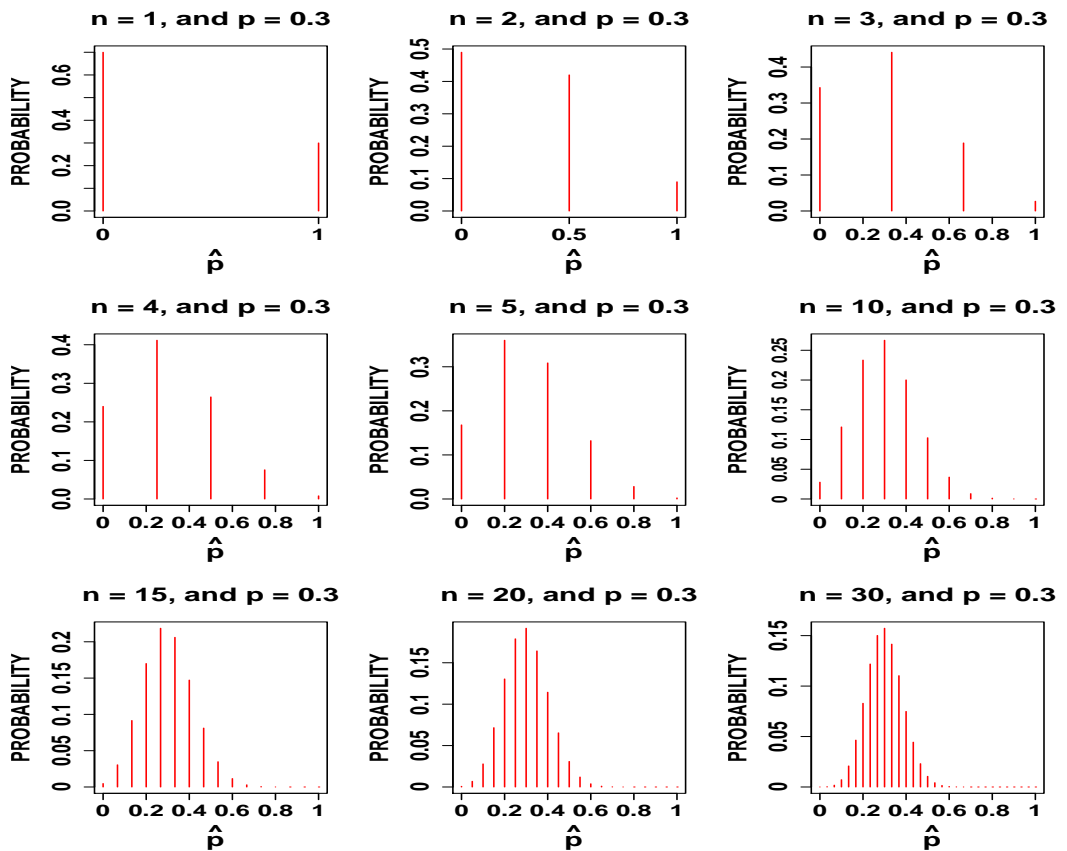 n = 1, and p = 0.3
PROBABILITY
0.0 0.2 0.4 0.6
0 1
p̂
n = 2, and p = 0.3
PROBABILITY
0.0 0.1 0.2 0.3 0.4 0.5
0 0.5 1
p̂
n = 3, and p = 0.3
PROBABILITY
0.0 0.1 0.2 0.3 0.4
0 0.2 0.4 0.6 0.8 1
p̂
n = 4, and p = 0.3
PROBABILITY
0.0 0.1 0.2 0.3 0.4
0 0.2 0.4 0.6 0.8 1
p̂
n = 5, and p = 0.3
PROBABILITY
0.0 0.1 0.2 0.3
0 0.2 0.4 0.6 0.8 1
p̂
n = 10, and p = 0.3
PROBABILITY
0 0.05 0.1 0.15 0.2 0.25
0 0.2 0.4 0.6 0.8 1
p̂
n = 15, and p = 0.3
PROBABILITY
0 0.05 0.1 0.15 0.2
0 0.2 0.4 0.6 0.8 1
p̂
n = 20, and p = 0.3
PROBABILITY
0 0.05 0.1 0.15
0 0.2 0.4 0.6 0.8 1
p̂
n = 30, and p = 0.3
PROBABILITY
0 0.05 0.1 0.15
0 0.2 0.4 0.6 0.8 1
p̂